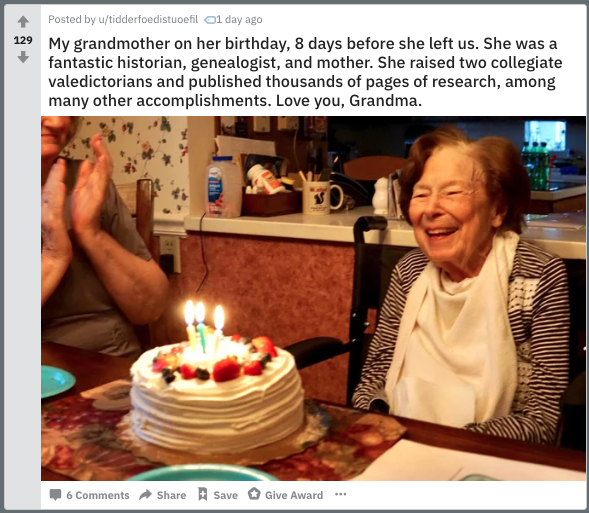 Posted by u/tidderfoedistuoefil 1 day ago
129
My grandmother on her birthday, 8 days before she left us. She was a
fantastic historian, genealogist, and mother. She raised two collegiate
valedictorians and published thousands of pages of research, among
many other accomplishments. Love you, Grandma.
6 Comments Share Save Give Award ...